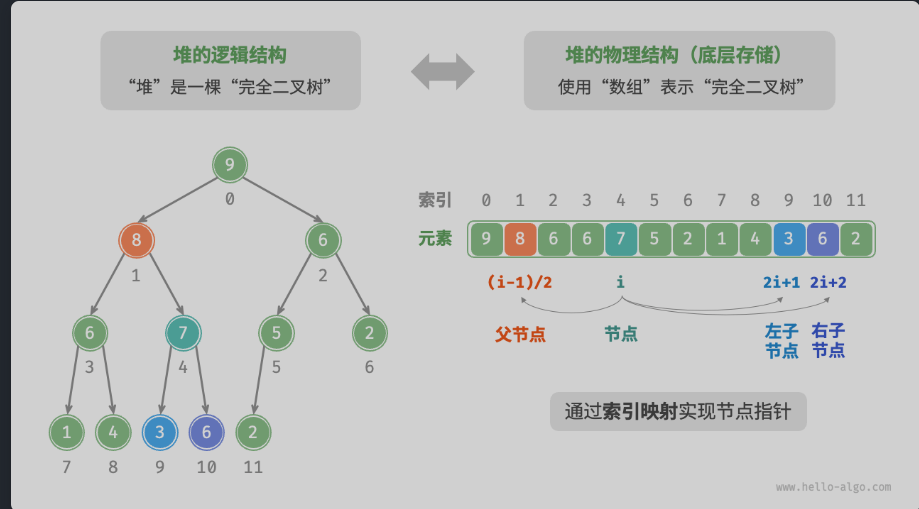 堆的逻辑结构
“堆”是一棵“完全二叉树”
堆的物理结构（底层存储）
使用“数组”表示“完全二叉树”
9
0
8
6
1
2
6
7
5
2
3
4
5
6
1
4
3
6
2
7
8
9
10
11
索引 0 1 2 3 4 5 6 7 8 9 10 11
元素 9 8 6 6 7 5 2 1 4 3 6 2
(i-1)/2 i 2i+1 2i+2
父节点 节点 左子节点 右子节点
通过索引映射实现节点指针
www.hello-algo.com